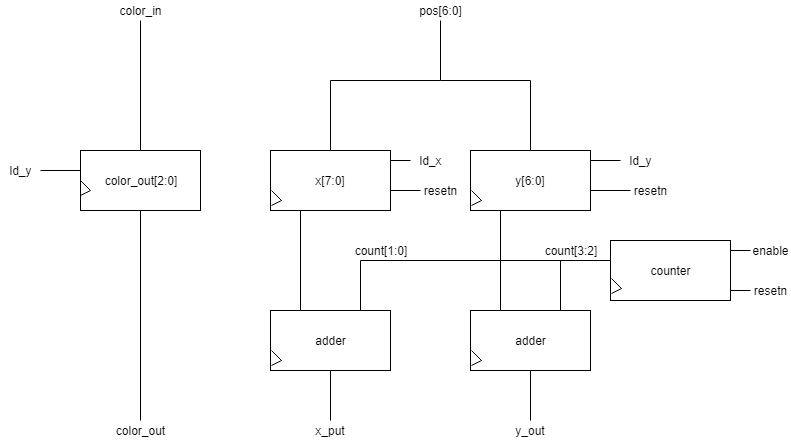 color_in
pos[6:0]
ld_y
color_out[2:0]
x[7:0]
ld_x
resetn
y[6:0]
ld_y
resetn
count[1:0]
count[3:2]
counter
enable
resetn
adder
adder
color_out
x_put
y_out